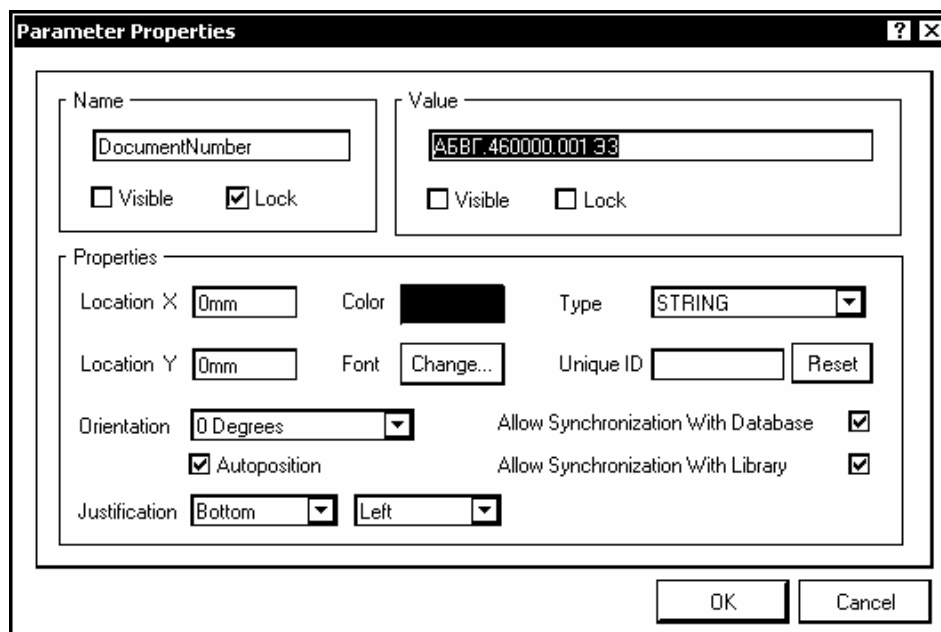 Parameter Properties
Name
DocumentNumber
Visible
Lock
Value
АБВГ.460000.001 ЭЗ
Visible
Lock
Properties
Location X 0mm
Color
Type STRING
Location Y 0mm
Font Change...
Unique ID
Reset
Orientation 0 Degrees
Allow Synchronization With Database
Autoposition
Allow Synchronization With Library
Justification Bottom Left
OK
Cancel